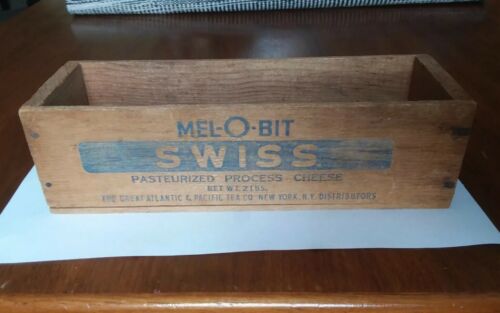 MEL-O-BIT
SWISS
PASTEURIZED PROCESS CHEESE
NET WT. 2 LBS.
THE GREAT ATLANTIC & PACIFIC TEA CO. NEW YORK, N.Y. DISTRIBUTORS